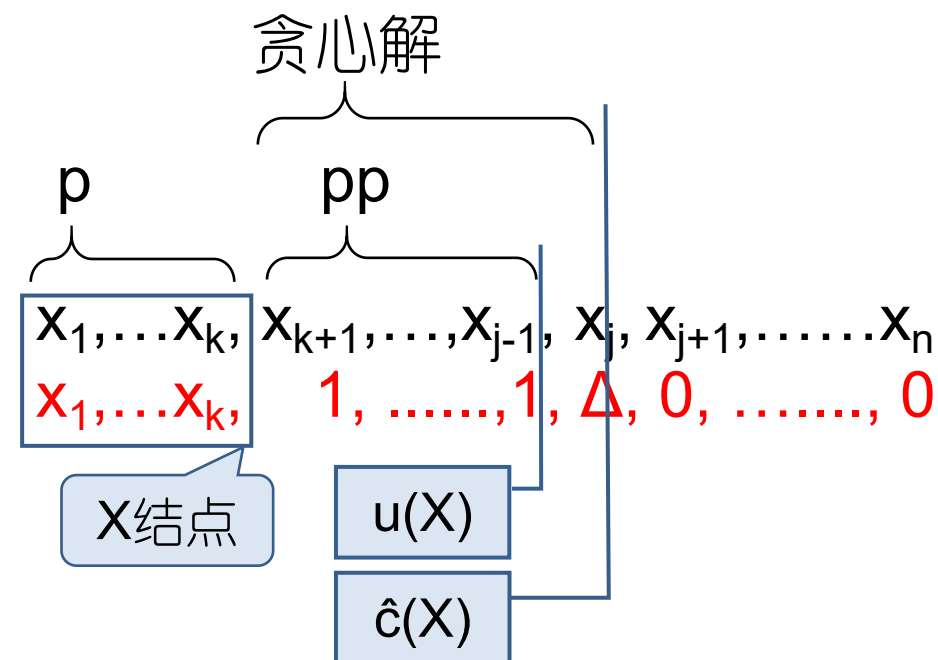 贪心解
p pp
x₁,…xₖ, xₖ₊₁,…,xⱼ₋₁, xⱼ, xⱼ₊₁,……xₙ
x₁,…xₖ, 1, ......,1, Δ, 0, …...., 0
X结点
u(X)
ĉ(X)